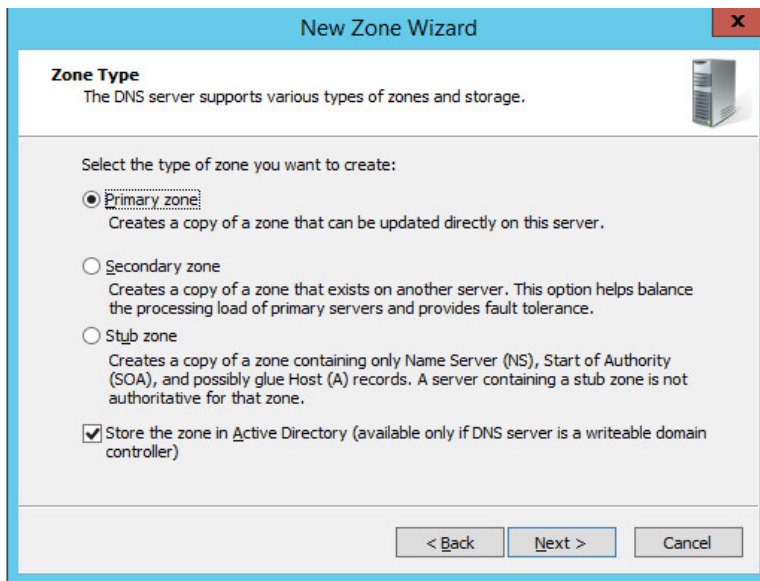 New Zone Wizard
x
Zone Type
The DNS server supports various types of zones and storage.
Select the type of zone you want to create:
Primary zone
Creates a copy of a zone that can be updated directly on this server.
Secondary zone
Creates a copy of a zone that exists on another server. This option helps balance
the processing load of primary servers and provides fault tolerance.
Stub zone
Creates a copy of a zone containing only Name Server (NS), Start of Authority
(SOA), and possibly glue Host (A) records. A server containing a stub zone is not
authoritative for that zone.
Store the zone in Active Directory (available only if DNS server is a writeable domain
controller)
< Back Next > Cancel